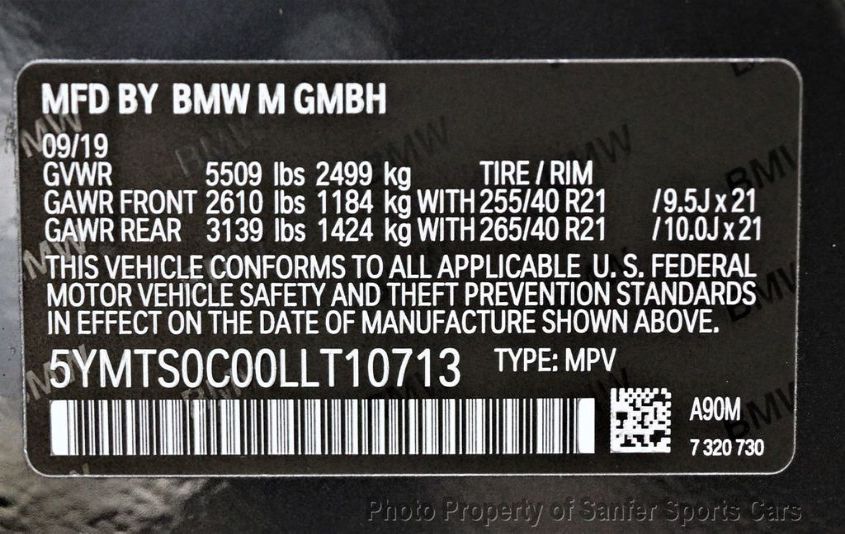 MFD BY BMW M GMBH
09/19
GVWR 5509 lbs 2499 kg TIRE / RIM
GAWR FRONT 2610 lbs 1184 kg WITH 255/40 R21 /9.5J x 21
GAWR REAR 3139 lbs 1424 kg WITH 265/40 R21 /10.0J x 21
THIS VEHICLE CONFORMS TO ALL APPLICABLE U. S. FEDERAL
MOTOR VEHICLE SAFETY AND THEFT PREVENTION STANDARDS
IN EFFECT ON THE DATE OF MANUFACTURE SHOWN ABOVE.
5YMTS0C00LLT10713 TYPE: MPV
A90M
7 320 730
Photo Property of Sanfer Sports Cars